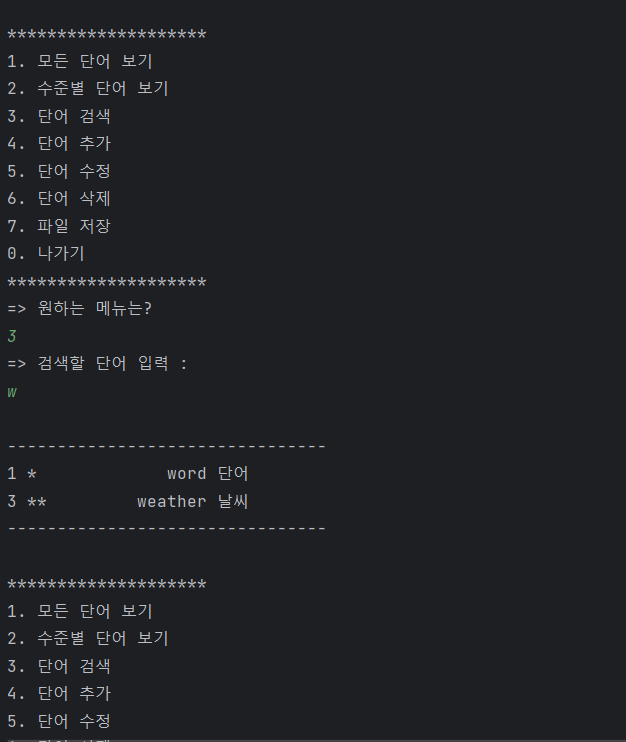 ********************
1. 모든 단어 보기
2. 수준별 단어 보기
3. 단어 검색
4. 단어 추가
5. 단어 수정
6. 단어 삭제
7. 파일 저장
0. 나가기
********************
=> 원하는 메뉴는?
3
=> 검색할 단어 입력 :
w
--------------------------------
1 *             word 단어
3 **         weather 날씨
--------------------------------
********************
1. 모든 단어 보기
2. 수준별 단어 보기
3. 단어 검색
4. 단어 추가
5. 단어 수정